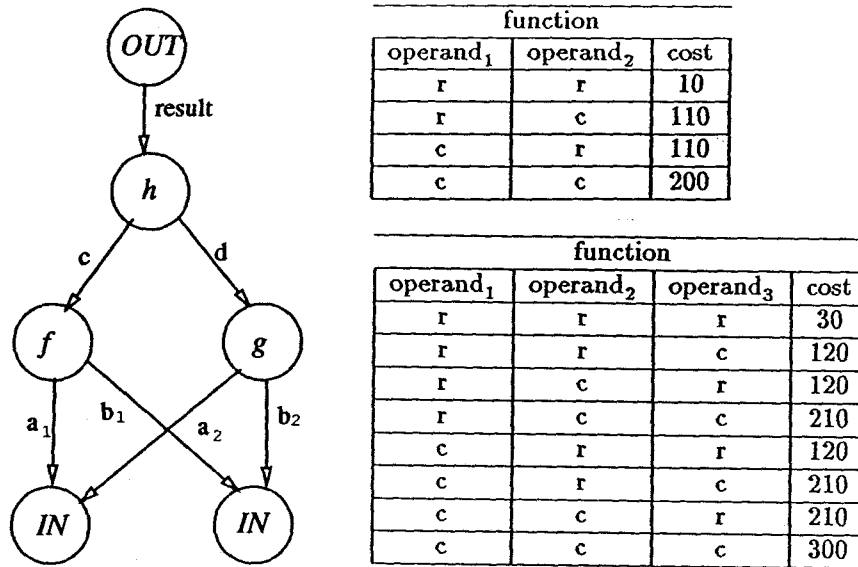 OUT
result
h
c
d
f
g
a₁
b₁
a₂
b₂
IN
IN
function
operand₁ operand₂ cost
r r 10
r c 110
c r 110
c c 200
function
operand₁ operand₂ operand₃ cost
r r r 30
r r c 120
r c r 120
r c c 210
c r r 120
c r c 210
c c r 210
c c c 300